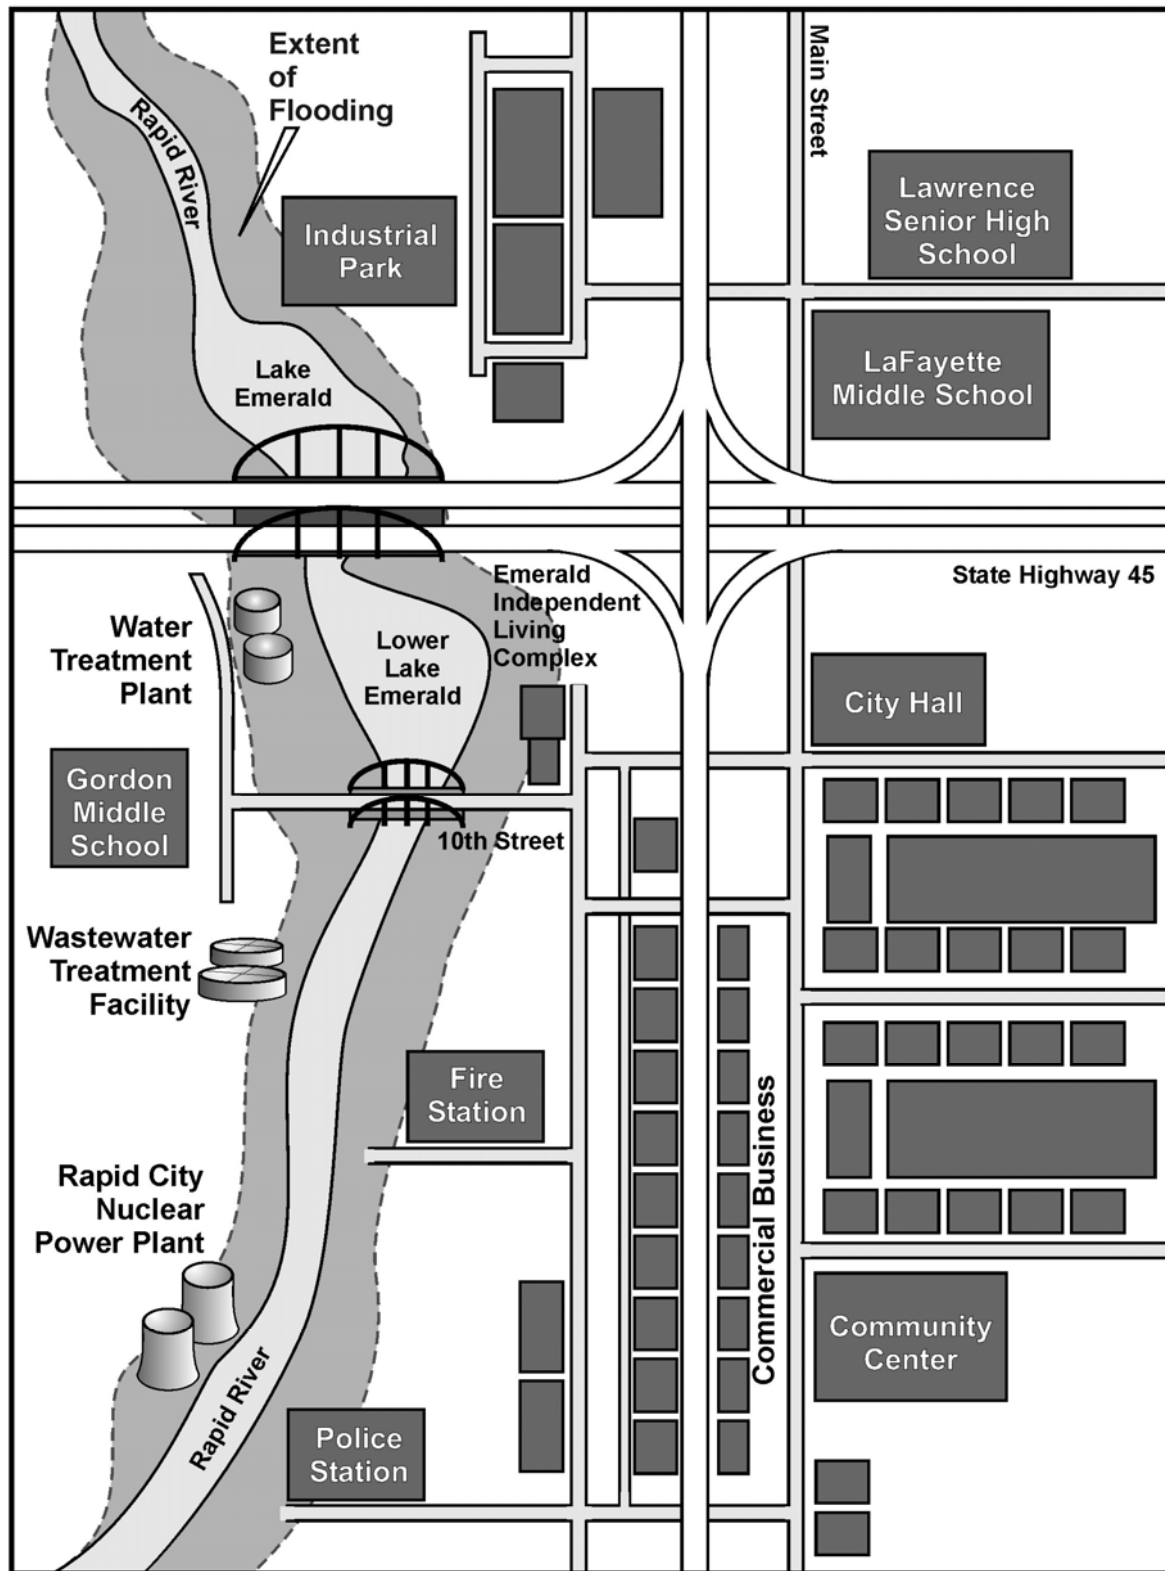 Extent
of
Flooding
Main Street
Rapid River
Industrial
Park
Lawrence
Senior High
School
Lake
Emerald
LaFayette
Middle School
State Highway 45
Emerald
Independent
Living
Complex
Water
Treatment
Plant
Lower
Lake
Emerald
City Hall
Gordon
Middle
School
10th Street
Wastewater
Treatment
Facility
Fire
Station
Commercial Business
Rapid City
Nuclear
Power Plant
Community
Center
Rapid River
Police
Station